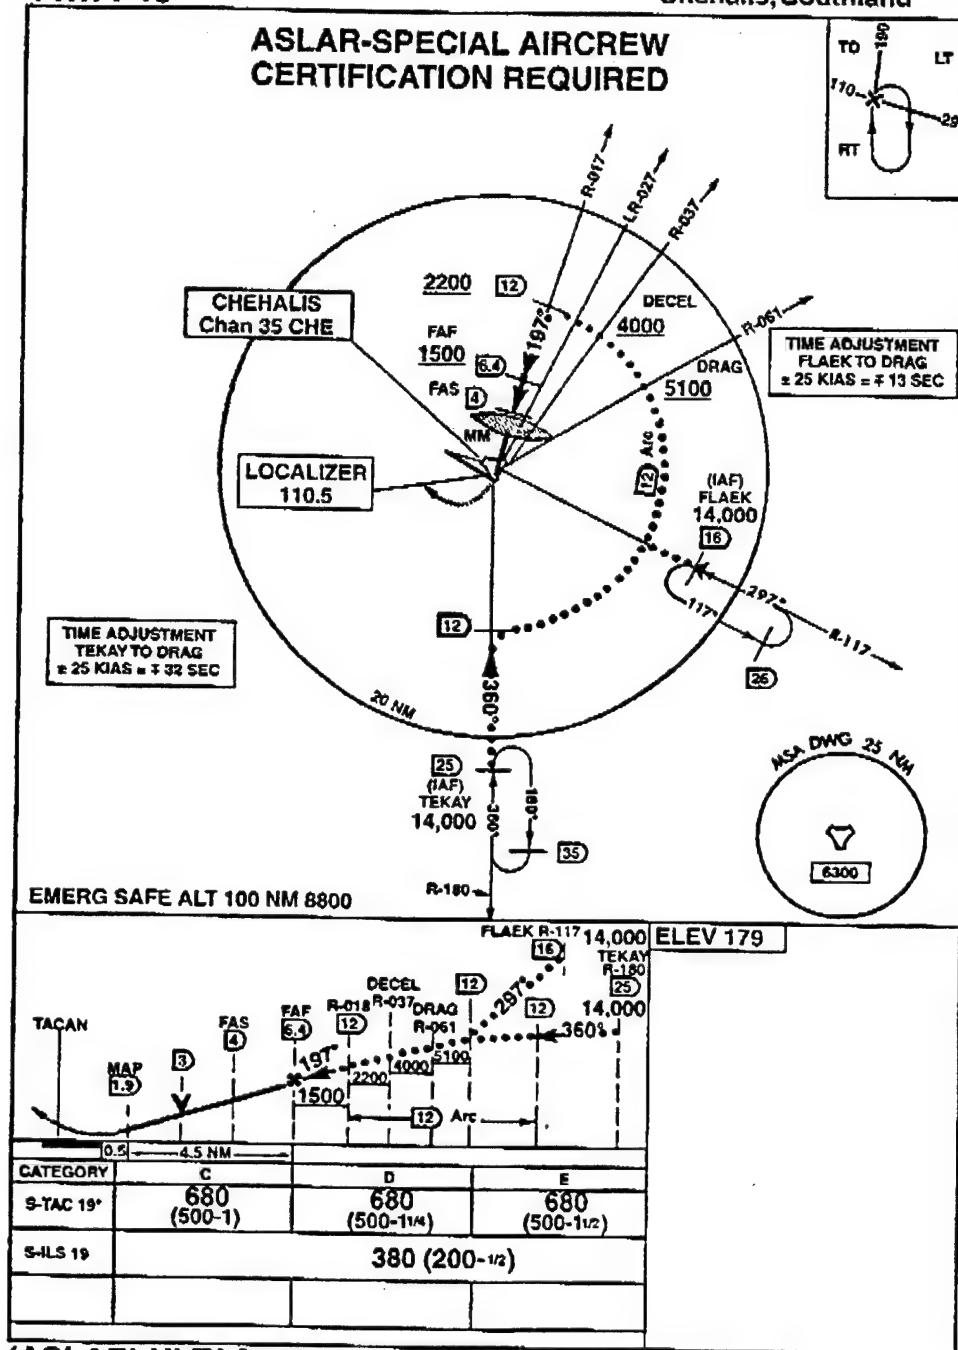 Chehalis, Southland
ASLAR-SPECIAL AIRCREW
CERTIFICATION REQUIRED
TD
190
LT
110
29
RT
R-017
LR-027
R-037
2200
12
DECEL
4000
R-061
CHEHALIS
Chan 35 CHE
FAF
1500
197°
6.4
FAS
4
DRAG
5100
TIME ADJUSTMENT
FLAEK TO DRAG
± 25 KIAS = ∓ 13 SEC
MM
LOCALIZER
110.5
12 Arc
(IAF)
FLAEK
14,000
16
297°
117°
R-117
26
12
TIME ADJUSTMENT
TEKAY TO DRAG
± 25 KIAS = ∓ 32 SEC
360°
20 NM
25
(IAF)
TEKAY
14,000
360°
180°
35
R-180
MSA DWG 25 NM
6300
EMERG SAFE ALT 100 NM 8800
FLAEK R-117
16
14,000
TEKAY
R-180
25
14,000
ELEV 179
TACAN
MAP
1.9
3
FAS
4
FAF
6.4
R-018
12
DECEL
R-037
DRAG
R-061
12
297°
12
360°
197°
1500
2200
4000
5100
12 Arc
0.5
4.5 NM
CATEGORY C D E
S-TAC 19* 680 (500-1) 680 (500-1 1/4) 680 (500-1 1/2)
S-ILS 19 380 (200-1/2)